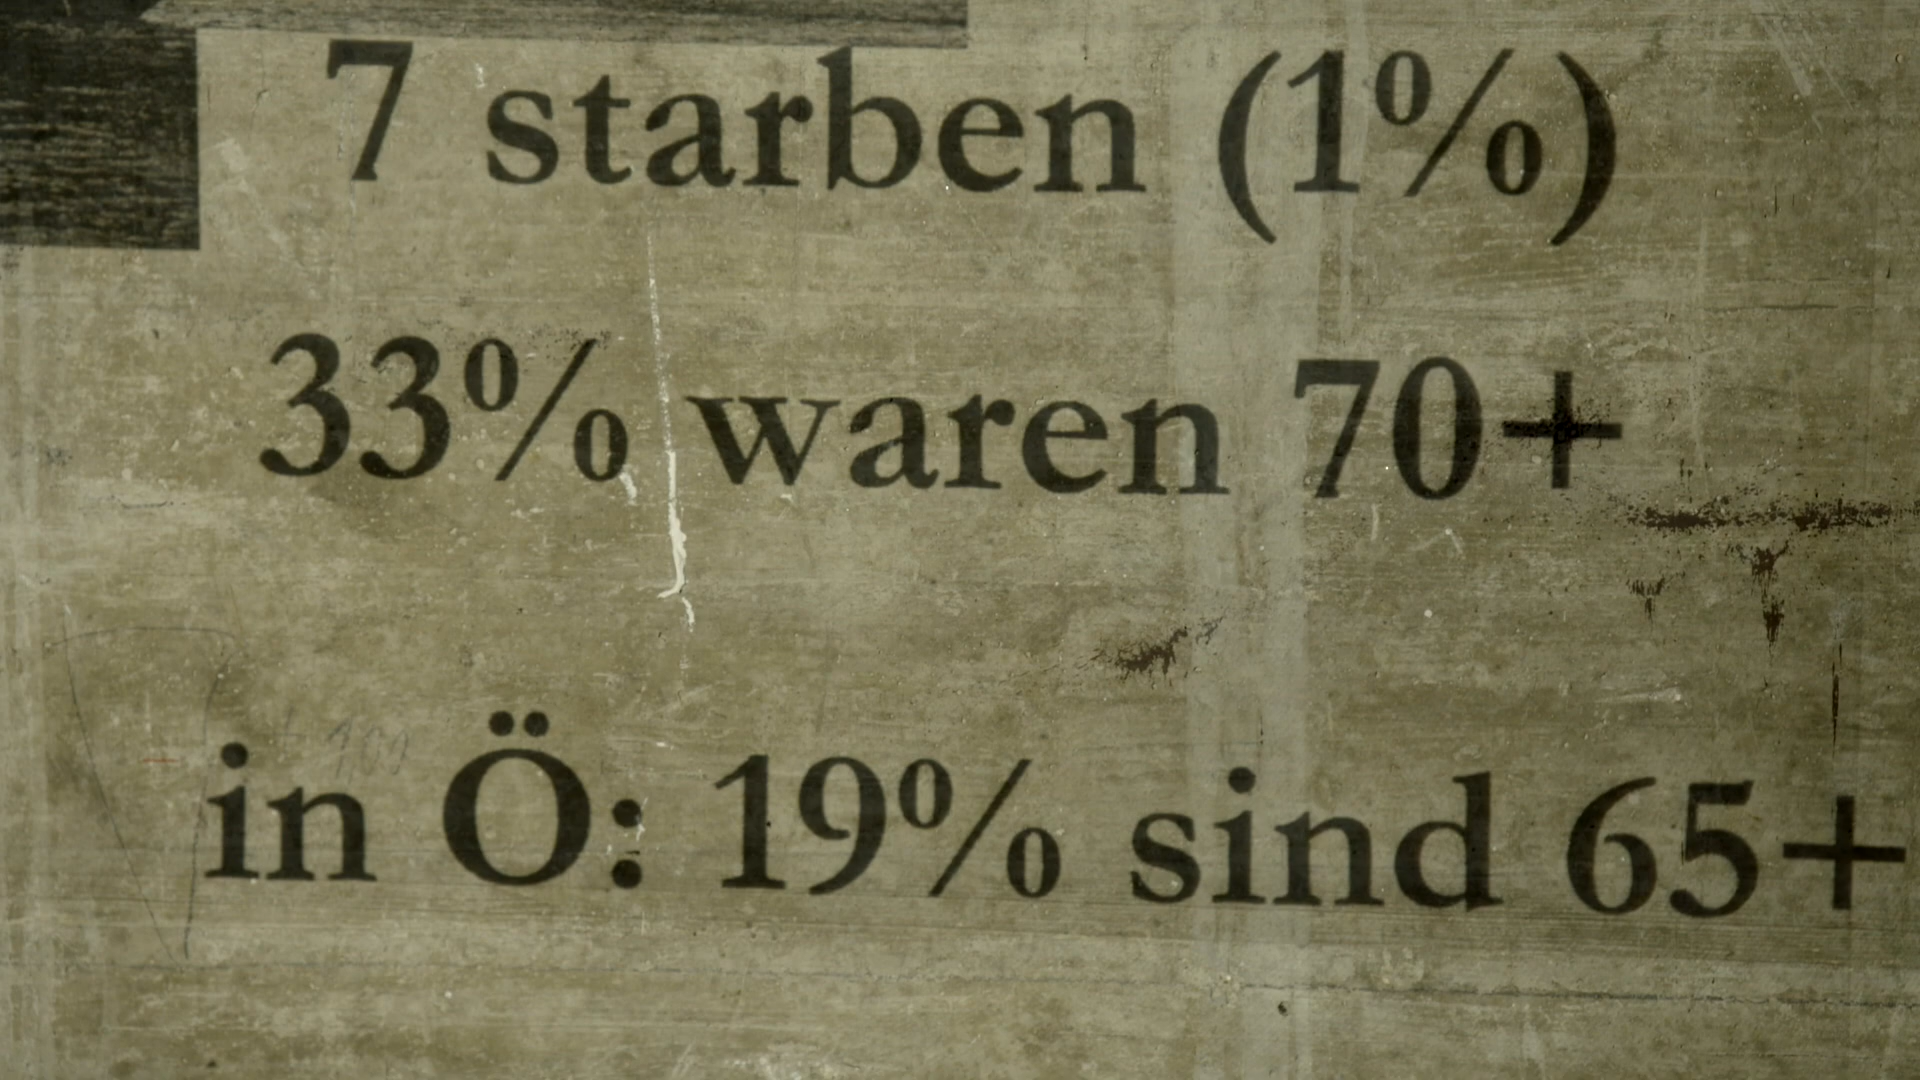 7 starben (1%)
33% waren 70+
in Ö: 19% sind 65+